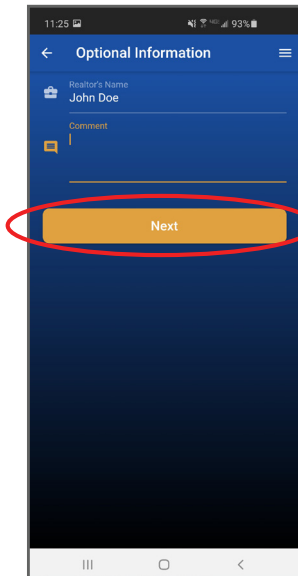 11:25 93%
Optional Information
Realtor's Name
John Doe
Comment
Next